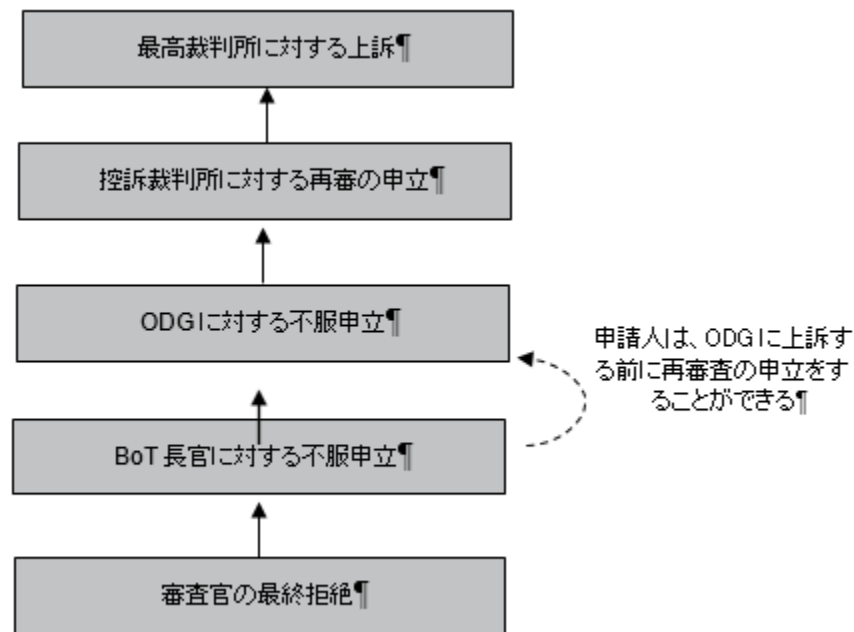 最高裁判所に対する上訴¶
控訴裁判所に対する再審の申立¶
ODGに対する不服申立¶
申請人は、ODGに上訴す
る前に再審査の申立をす
ることができる¶
BoT 長官に対する不服申立¶
審査官の最終拒絶¶